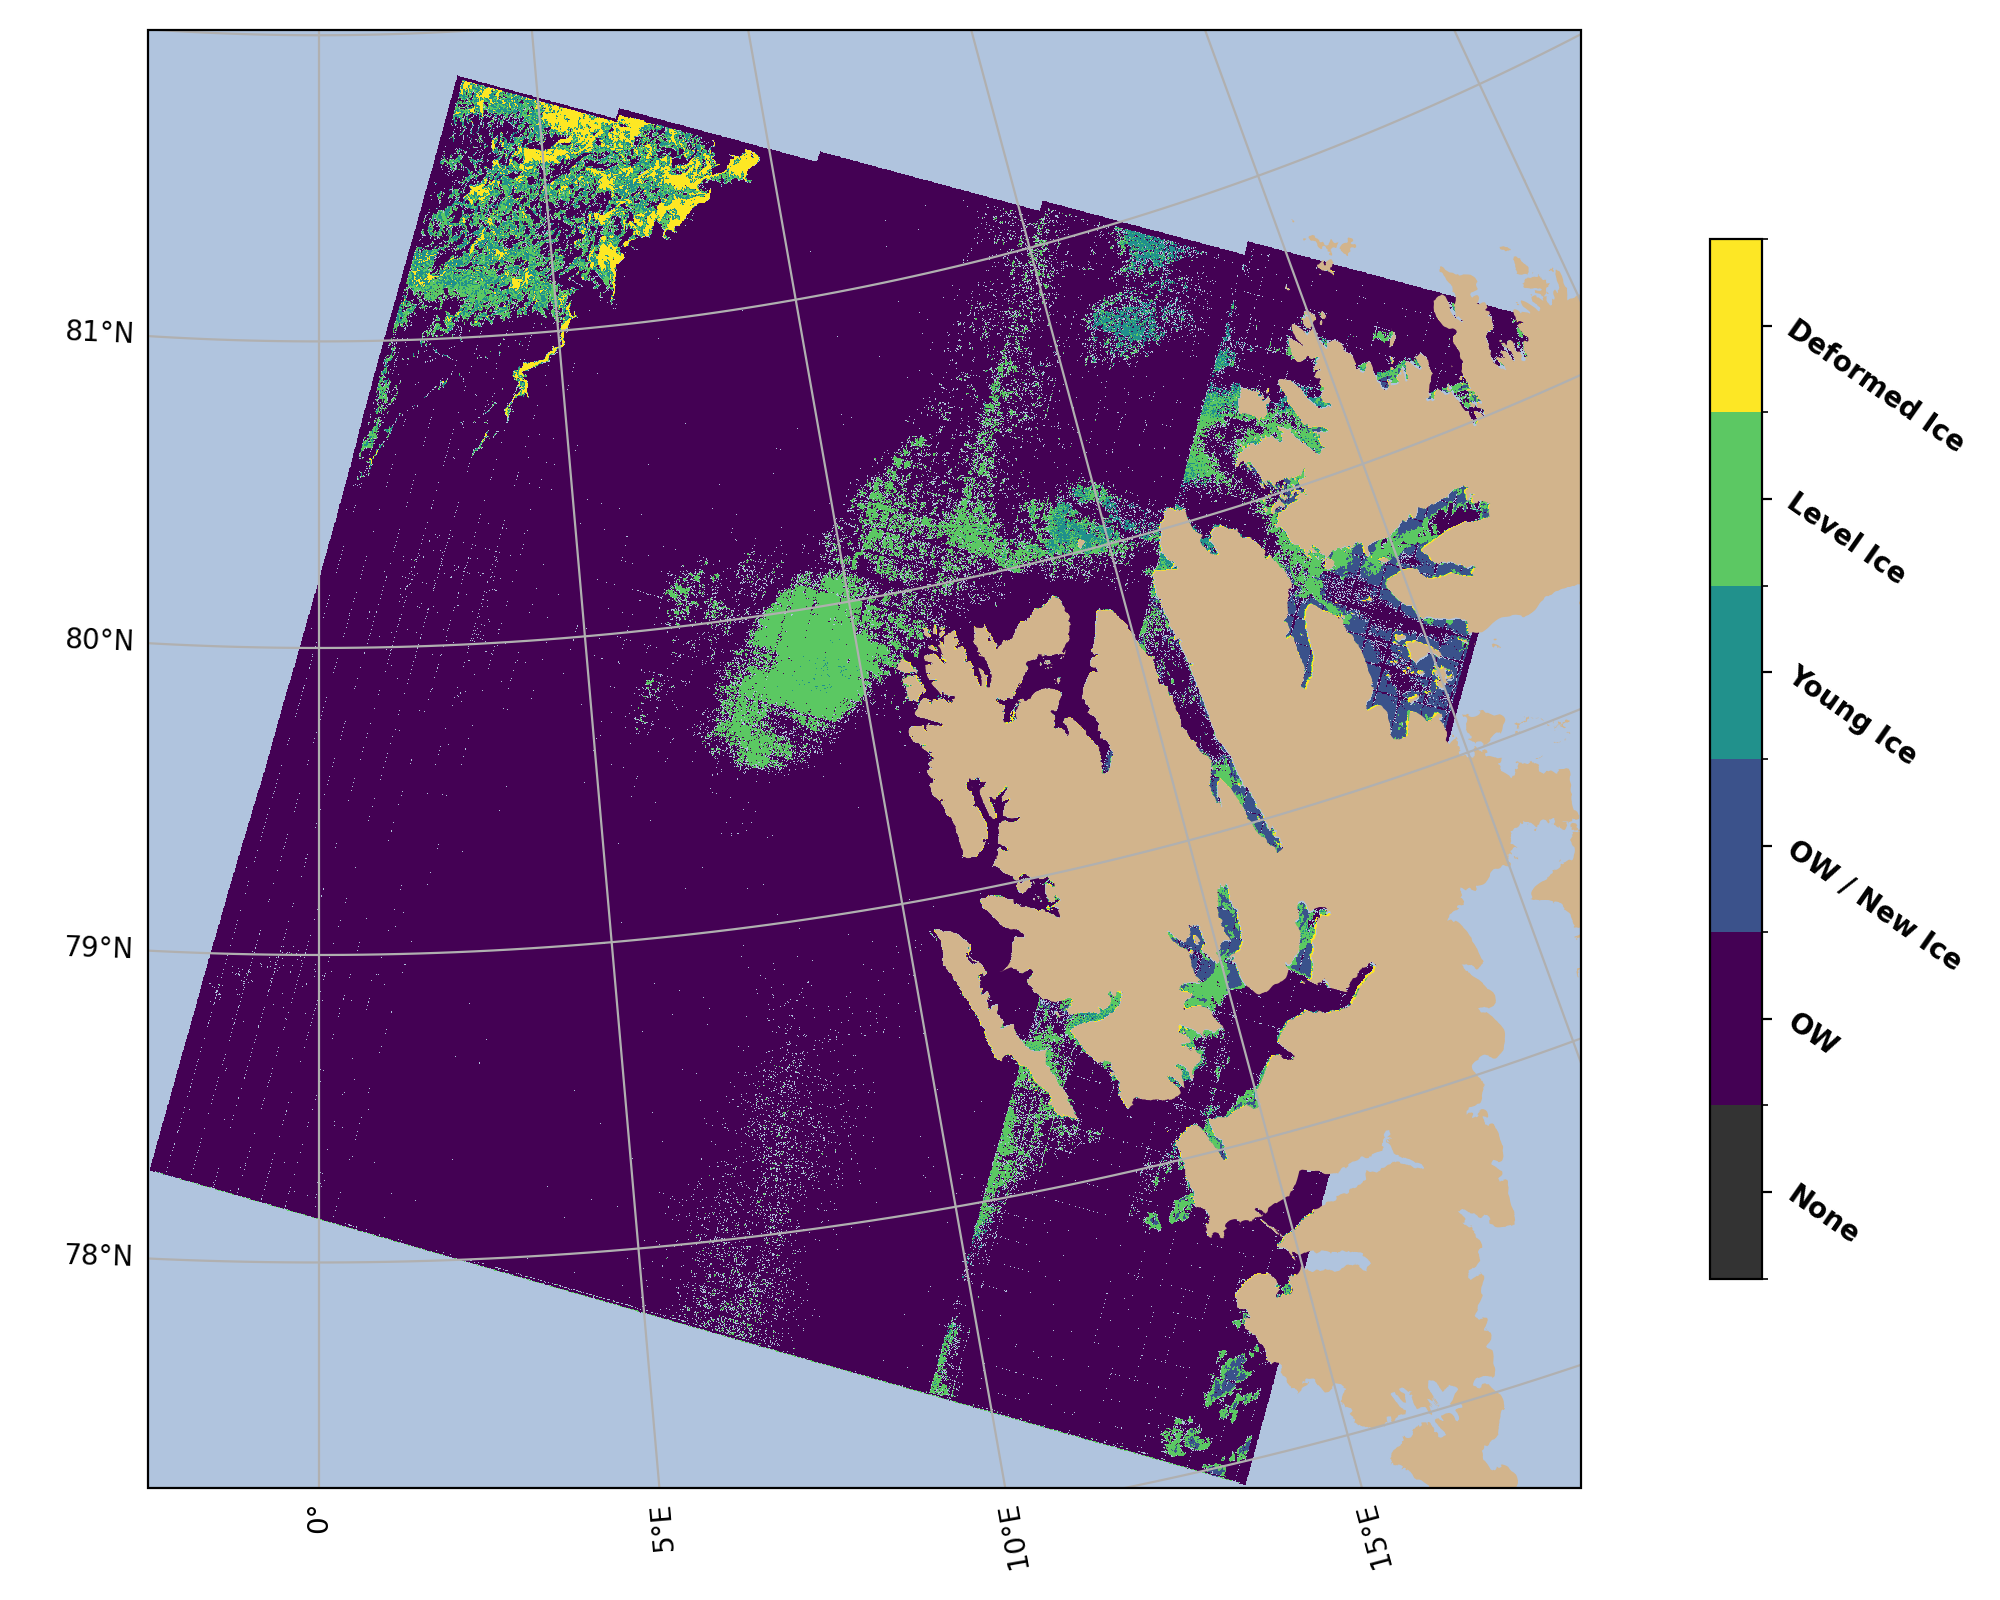 81°N
80°N
79°N
78°N
0°
5°E
10°E
15°E
Deformed Ice
Level Ice
Young Ice
OW / New Ice
OW
None